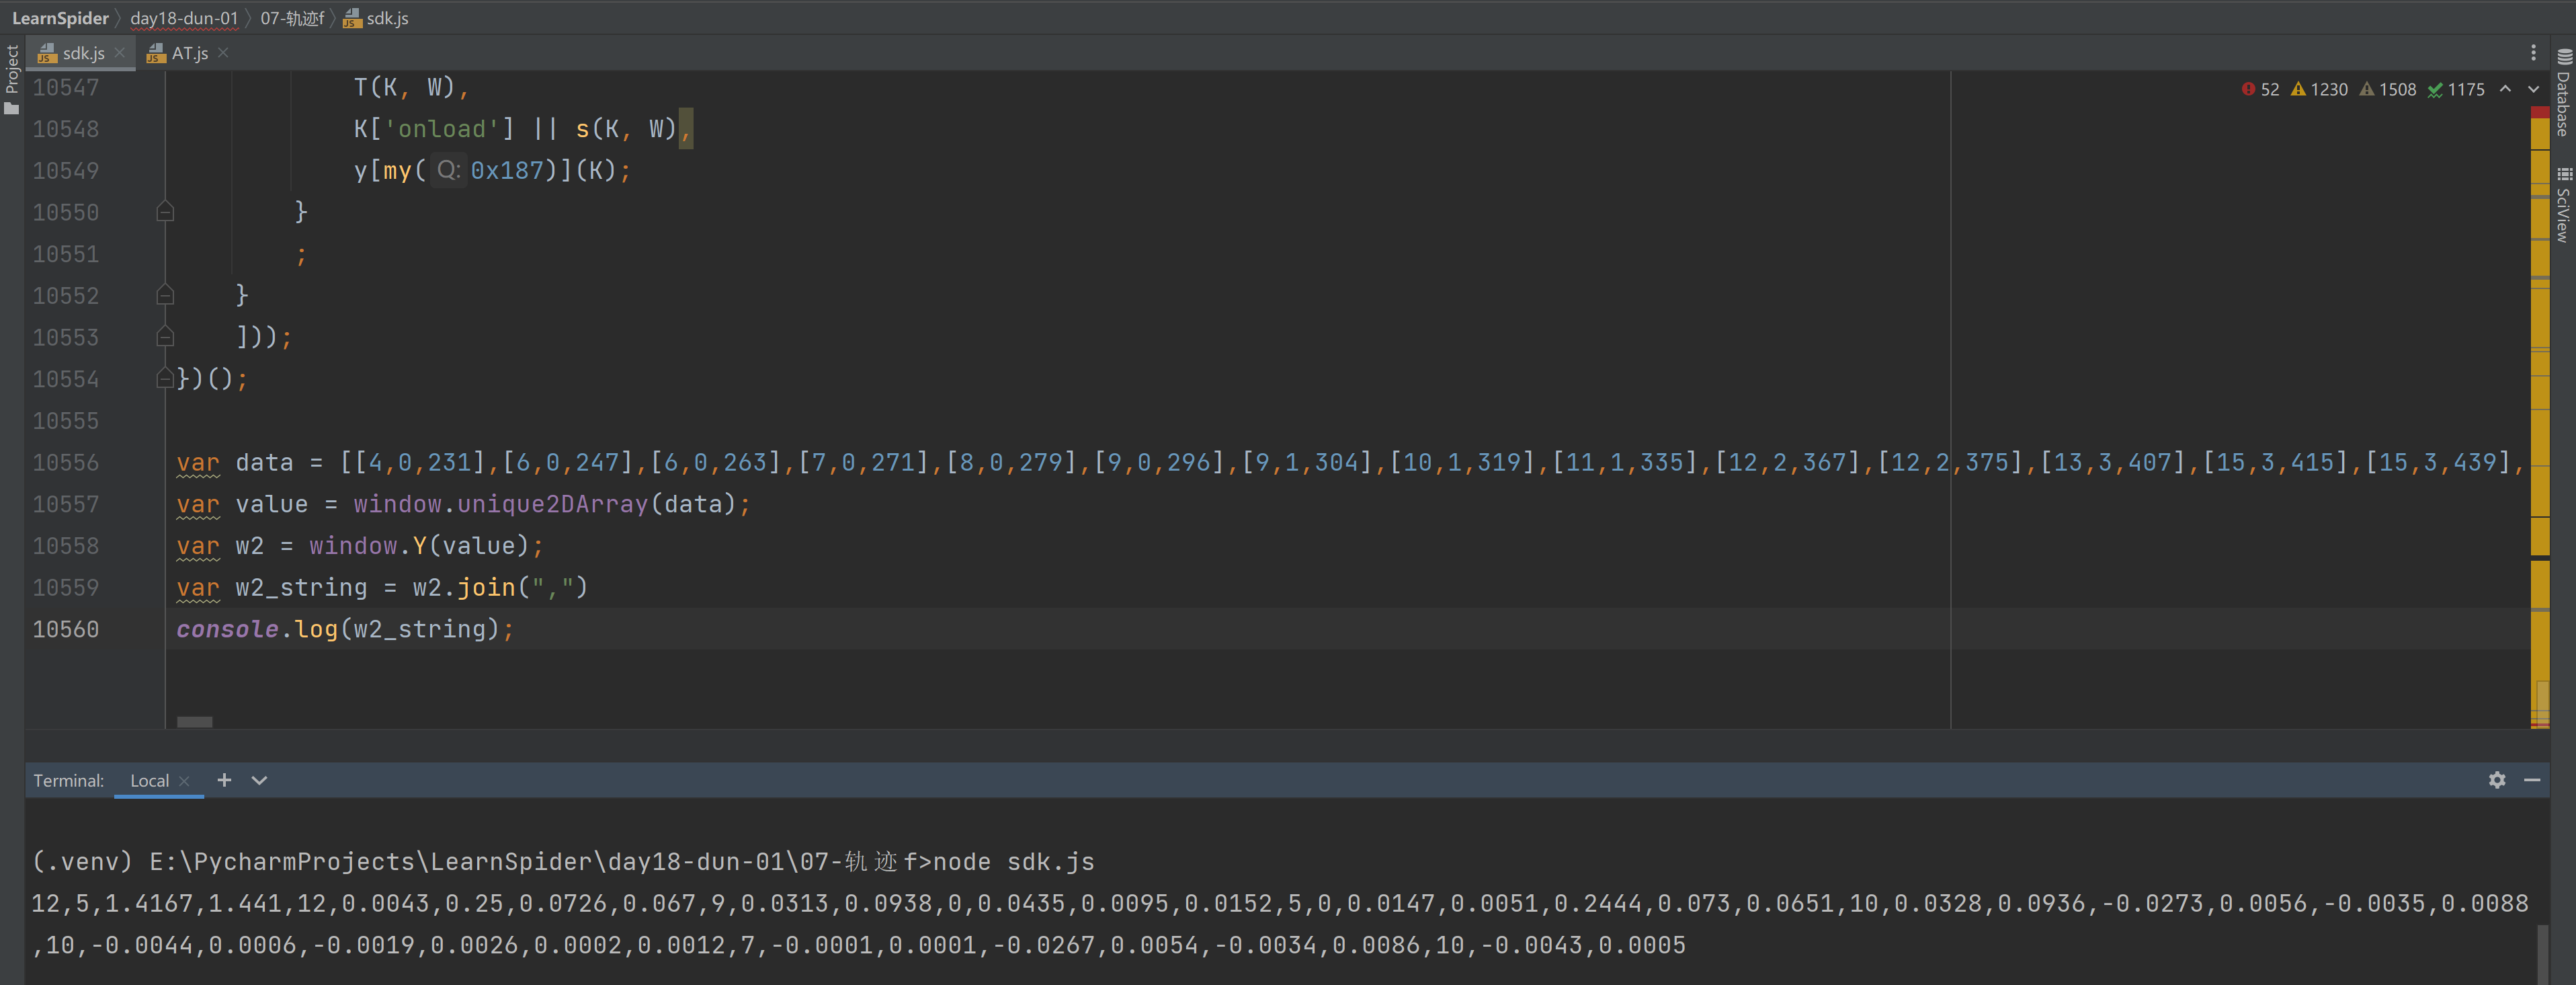 LearnSpider 〉 day18-dun-01 〉 07-轨迹f 〉 sdk.js
sdk.js AT.js
Project
Database
SciView
52 1230 1508 1175
10547 T(K, W),
10548 K['onload'] || s(K, W),
10549 y[my( Q: 0x187)](K);
10550 }
10551 ;
10552 }
10553 ]));
10554 })();
10555
10556 var data = [[4,0,231],[6,0,247],[6,0,263],[7,0,271],[8,0,279],[9,0,296],[9,1,304],[10,1,319],[11,1,335],[12,2,367],[12,2,375],[13,3,407],[15,3,415],[15,3,439],
10557 var value = window.unique2DArray(data);
10558 var w2 = window.Y(value);
10559 var w2_string = w2.join(",")
10560 console.log(w2_string);
Terminal: Local
(.venv) E:\PycharmProjects\LearnSpider\day18-dun-01\07-轨迹f>node sdk.js
12,5,1.4167,1.441,12,0.0043,0.25,0.0726,0.067,9,0.0313,0.0938,0,0.0435,0.0095,0.0152,5,0,0.0147,0.0051,0.2444,0.073,0.0651,10,0.0328,0.0936,-0.0273,0.0056,-0.0035,0.0088
,10,-0.0044,0.0006,-0.0019,0.0026,0.0002,0.0012,7,-0.0001,0.0001,-0.0267,0.0054,-0.0034,0.0086,10,-0.0043,0.0005